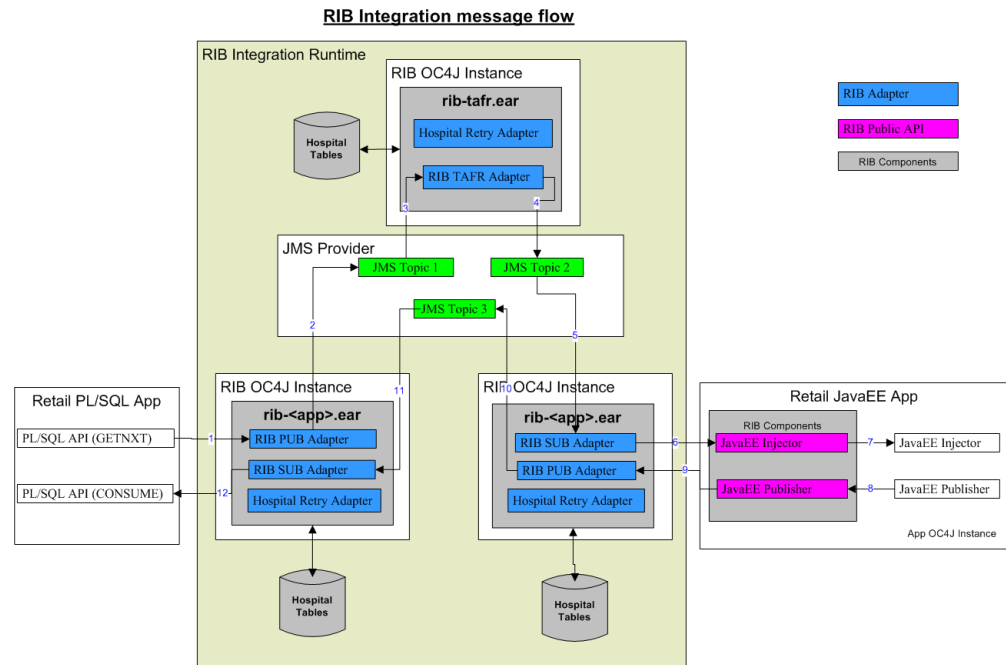 RIB Integration message flow
RIB Integration Runtime
RIB OC4J Instance
rib-tafr.ear
Hospital Retry Adapter
RIB TAFR Adapter
Hospital
Tables
3
4
RIB Adapter
RIB Public API
RIB Components
JMS Provider
JMS Topic 1
JMS Topic 2
JMS Topic 3
2
5
11
10
Retail PL/SQL App
PL/SQL API (GETNXT)
PL/SQL API (CONSUME)
1
12
RIB OC4J Instance
rib-<app>.ear
RIB PUB Adapter
RIB SUB Adapter
Hospital Retry Adapter
Hospital
Tables
RIB OC4J Instance
rib-<app>.ear
RIB SUB Adapter
RIB PUB Adapter
Hospital Retry Adapter
Hospital
Tables
6
9
Retail JavaEE App
RIB Components
JavaEE Injector
JavaEE Publisher
7
8
JavaEE Injector
JavaEE Publisher
App OC4J Instance